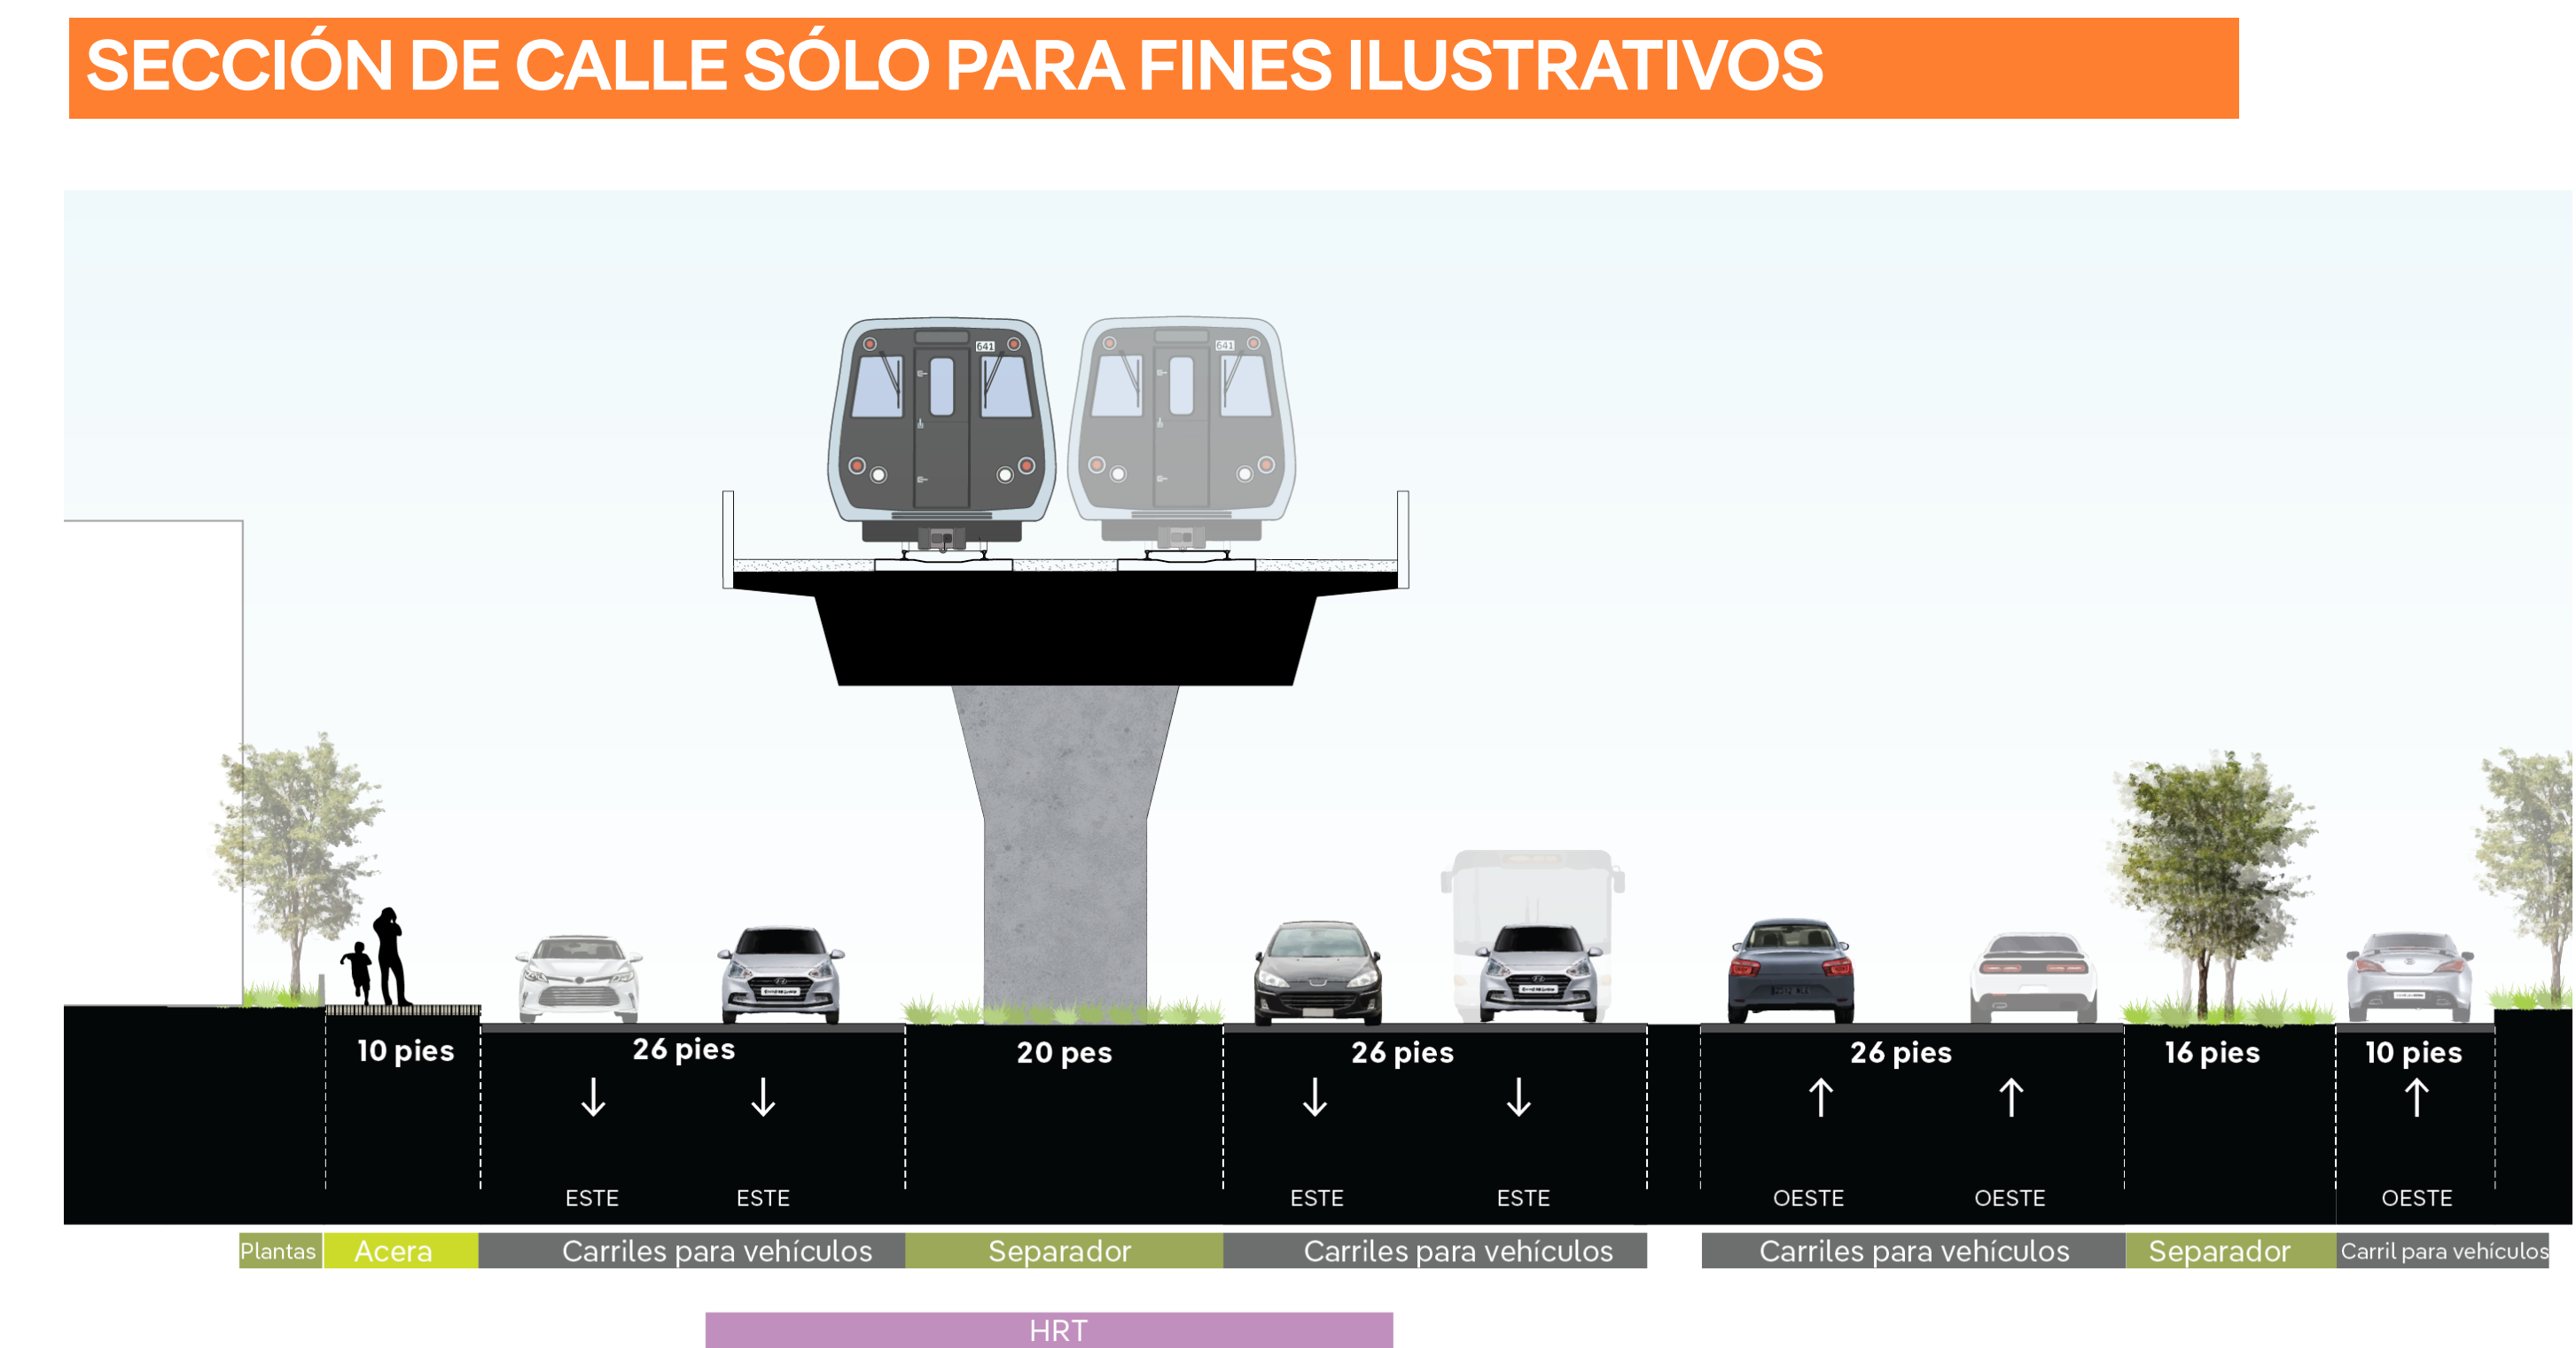 SECCIÓN DE CALLE SÓLO PARA FINES ILUSTRATIVOS
641 641
10 pies 26 pies 20 pes 26 pies 26 pies 16 pies 10 pies
ESTE ESTE ESTE ESTE OESTE OESTE OESTE
Plantas Acera Carriles para vehículos Separador Carriles para vehículos Carriles para vehículos Separador Carril para vehículos
HRT